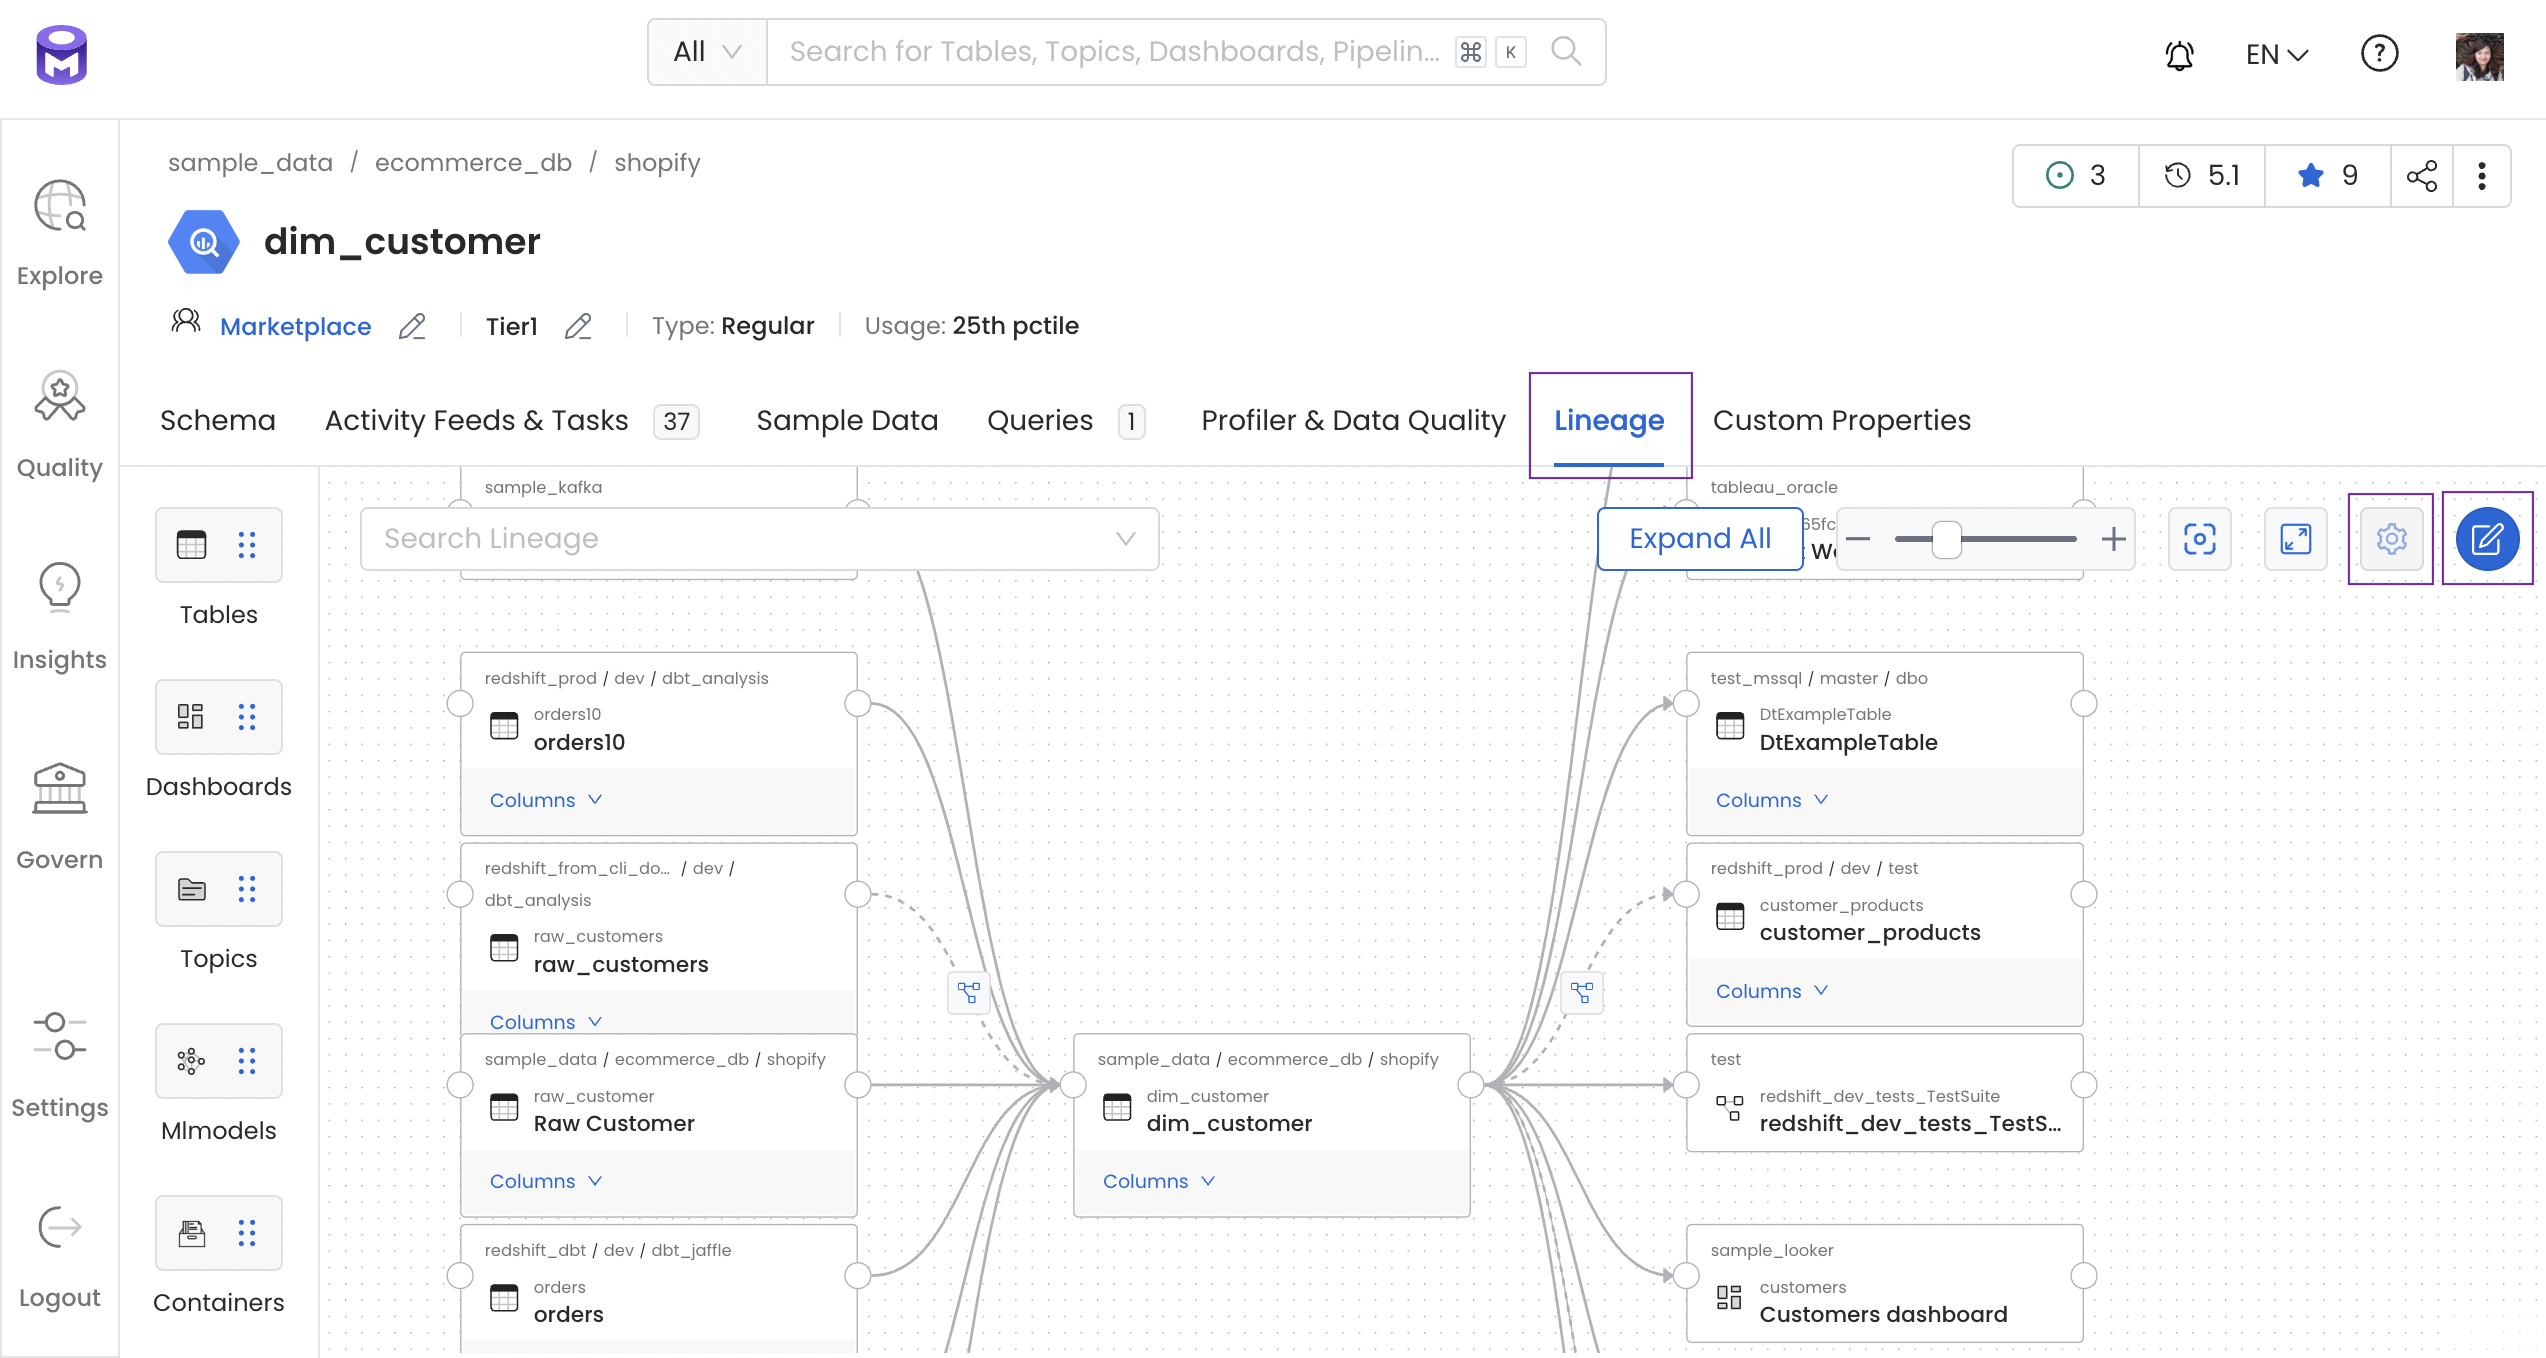 All
Search for Tables, Topics, Dashboards, Pipelin...
⌘ K
EN
?
sample_data / ecommerce_db / shopify
3
5.1
9
dim_customer
Marketplace
Tier1
Type: Regular
Usage: 25th pctile
Explore
Quality
Insights
Govern
Settings
Logout
Schema
Activity Feeds & Tasks 37
Sample Data
Queries 1
Profiler & Data Quality
Lineage
Custom Properties
Tables
Dashboards
Topics
Mlmodels
Containers
Search Lineage
Expand All
sample_kafka
redshift_prod / dev / dbt_analysis
orders10
orders10
Columns
redshift_from_cli_do... / dev /
dbt_analysis
raw_customers
raw_customers
Columns
sample_data / ecommerce_db / shopify
raw_customer
Raw Customer
Columns
redshift_dbt / dev / dbt_jaffle
orders
orders
sample_data / ecommerce_db / shopify
dim_customer
dim_customer
Columns
tableau_oracle
65fc
test_mssql / master / dbo
DtExampleTable
DtExampleTable
Columns
redshift_prod / dev / test
customer_products
customer_products
Columns
test
redshift_dev_tests_TestSuite
redshift_dev_tests_TestS...
sample_looker
customers
Customers dashboard